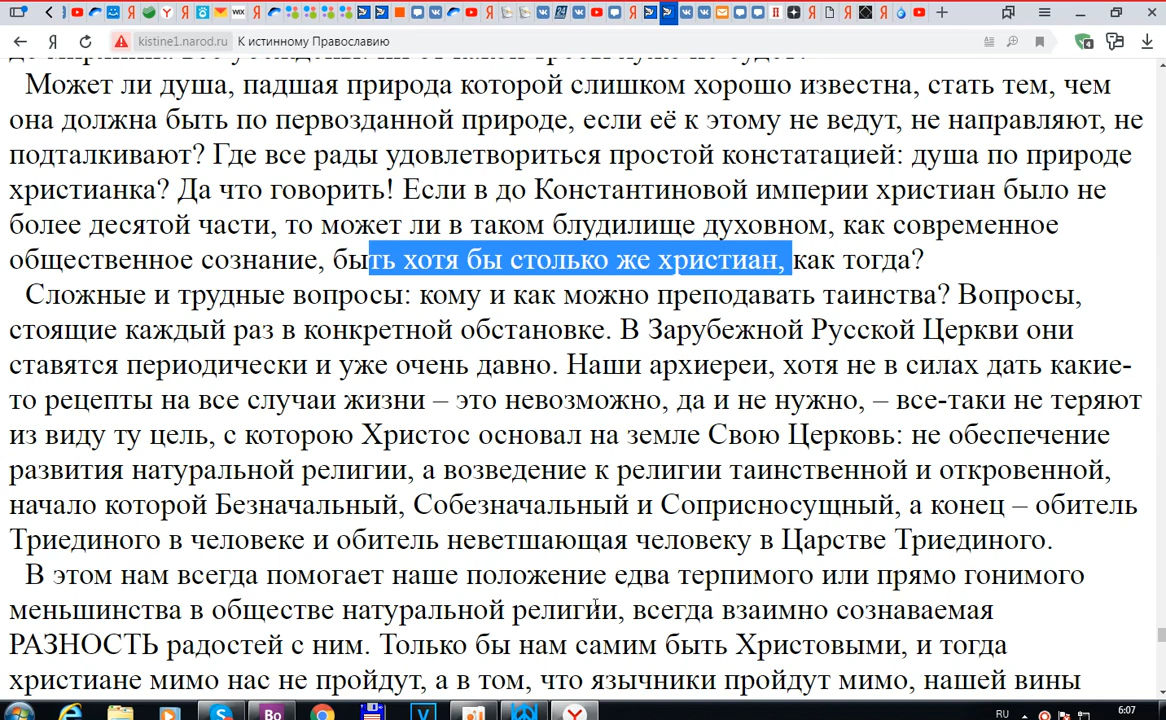 kistine1.narod.ru К истинному Православию
Может ли душа, падшая природа которой слишком хорошо известна, стать тем, чем
она должна быть по первозданной природе, если её к этому не ведут, не направляют, не
подталкивают? Где все рады удовлетвориться простой констатацией: душа по природе
христианка? Да что говорить! Если в до Константиновой империи христиан было не
более десятой части, то может ли в таком блудилище духовном, как современное
общественное сознание, быть хотя бы столько же христиан, как тогда?
Сложные и трудные вопросы: кому и как можно преподавать таинства? Вопросы,
стоящие каждый раз в конкретной обстановке. В Зарубежной Русской Церкви они
ставятся периодически и уже очень давно. Наши архиереи, хотя не в силах дать какие-
то рецепты на все случаи жизни – это невозможно, да и не нужно, – все-таки не теряют
из виду ту цель, с которою Христос основал на земле Свою Церковь: не обеспечение
развития натуральной религии, а возведение к религии таинственной и откровенной,
начало которой Безначальный, Собезначальный и Соприсносущный, а конец – обитель
Триединого в человеке и обитель неветшающая человеку в Царстве Триединого.
В этом нам всегда помогает наше положение едва терпимого или прямо гонимого
меньшинства в обществе натуральной религии, всегда взаимно сознаваемая
РАЗНОСТЬ радостей с ним. Только бы нам самим быть Христовыми, и тогда
христиане мимо нас не пройдут, а в том, что язычники пройдут мимо, нашей вины
RU 6:07